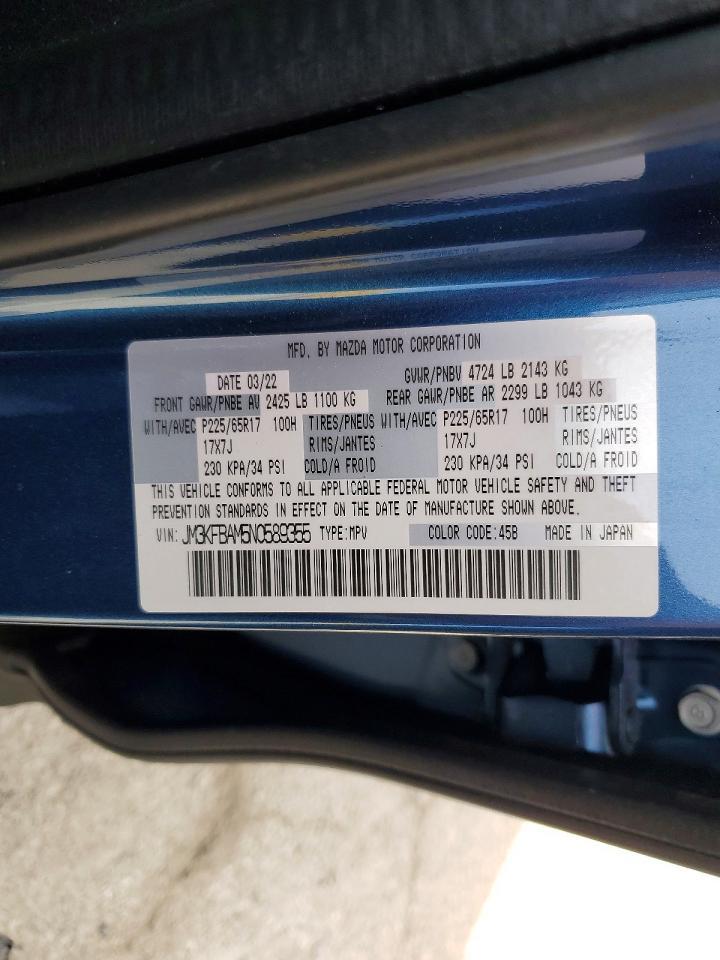 MFD. BY MAZDA MOTOR CORPORATION
DATE 03/22 GVWR/PNBV 4724 LB 2143 KG
FRONT GAWR/PNBE AV 2425 LB 1100 KG REAR GAWR/PNBE AR 2299 LB 1043 KG
WITH/AVEC P225/65R17 100H TIRES/PNEUS WITH/AVEC P225/65R17 100H TIRES/PNEUS
17X7J RIMS/JANTES 17X7J RIMS/JANTES
230 KPA/34 PSI COLD/A FROID 230 KPA/34 PSI COLD/A FROID
THIS VEHICLE CONFORMS TO ALL APPLICABLE FEDERAL MOTOR VEHICLE SAFETY AND THEFT
PREVENTION STANDARDS IN EFFECT ON THE DATE OF MANUFACTURE SHOWN ABOVE.
VIN: JM3KFBAM5N0589355 TYPE:MPV COLOR CODE:45B MADE IN JAPAN